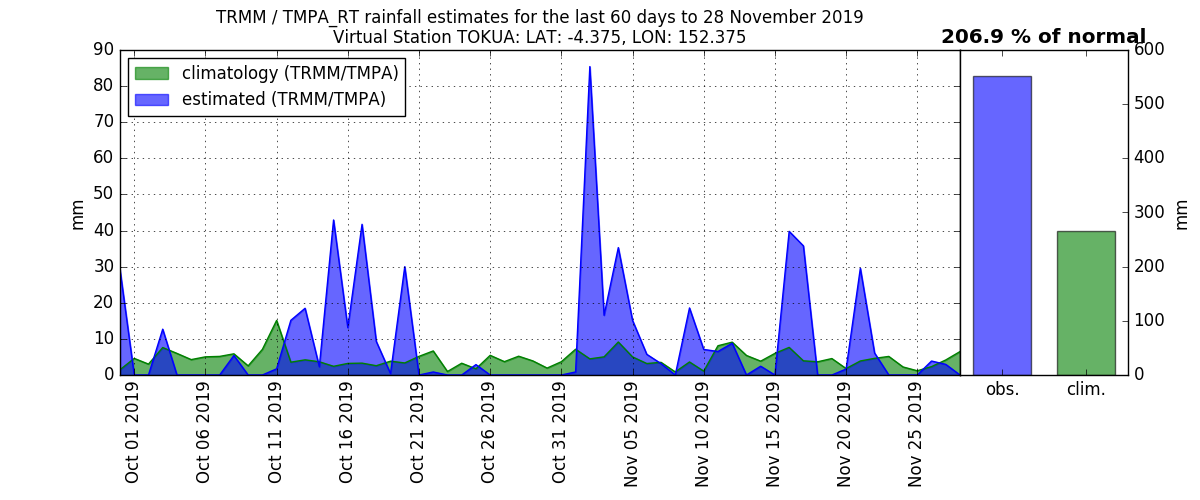 TRMM / TMPA_RT rainfall estimates for the last 60 days to 28 November 2019
Virtual Station TOKUA: LAT: -4.375, LON: 152.375
206.9 % of normal
climatology (TRMM/TMPA)
estimated (TRMM/TMPA)
mm
90
80
70
60
50
40
30
20
10
0
Oct 01 2019
Oct 06 2019
Oct 11 2019
Oct 16 2019
Oct 21 2019
Oct 26 2019
Oct 31 2019
Nov 05 2019
Nov 10 2019
Nov 15 2019
Nov 20 2019
Nov 25 2019
obs.
clim.
600
500
400
300
200
100
0
mm